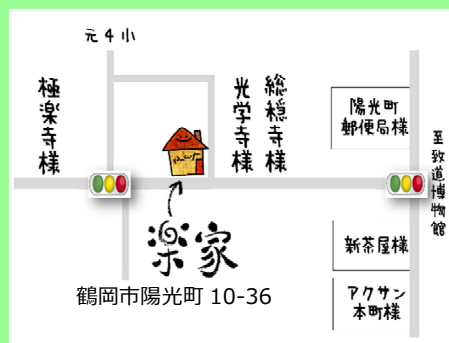 元4小
極楽寺様
光学寺様
総穏寺様
陽光町
郵便局様
至致道博物館
楽家
鶴岡市陽光町 10-36
新茶屋様
アクサン
本町様